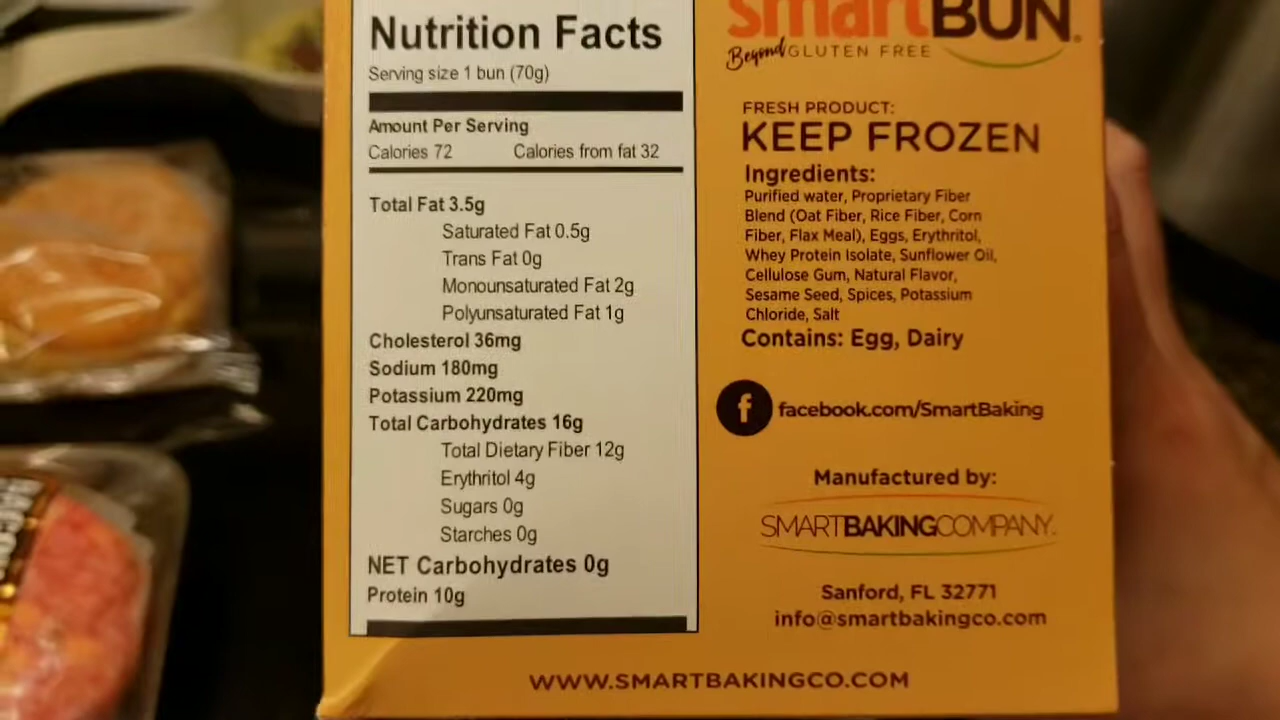 Nutrition Facts
Serving size 1 bun (70g)
Amount Per Serving
Calories 72 Calories from fat 32
Total Fat 3.5g
Saturated Fat 0.5g
Trans Fat 0g
Monounsaturated Fat 2g
Polyunsaturated Fat 1g
Cholesterol 36mg
Sodium 180mg
Potassium 220mg
Total Carbohydrates 16g
Total Dietary Fiber 12g
Erythritol 4g
Sugars 0g
Starches 0g
NET Carbohydrates 0g
Protein 10g
smartBUN®
Beyond GLUTEN FREE
FRESH PRODUCT:
KEEP FROZEN
Ingredients:
Purified water, Proprietary Fiber
Blend (Oat Fiber, Rice Fiber, Corn
Fiber, Flax Meal), Eggs, Erythritol,
Whey Protein Isolate, Sunflower Oil,
Cellulose Gum, Natural Flavor,
Sesame Seed, Spices, Potassium
Chloride, Salt
Contains: Egg, Dairy
f facebook.com/SmartBaking
Manufactured by:
SMARTBAKINGCOMPANY.
Sanford, FL 32771
info@smartbakingco.com
WWW.SMARTBAKINGCO.COM